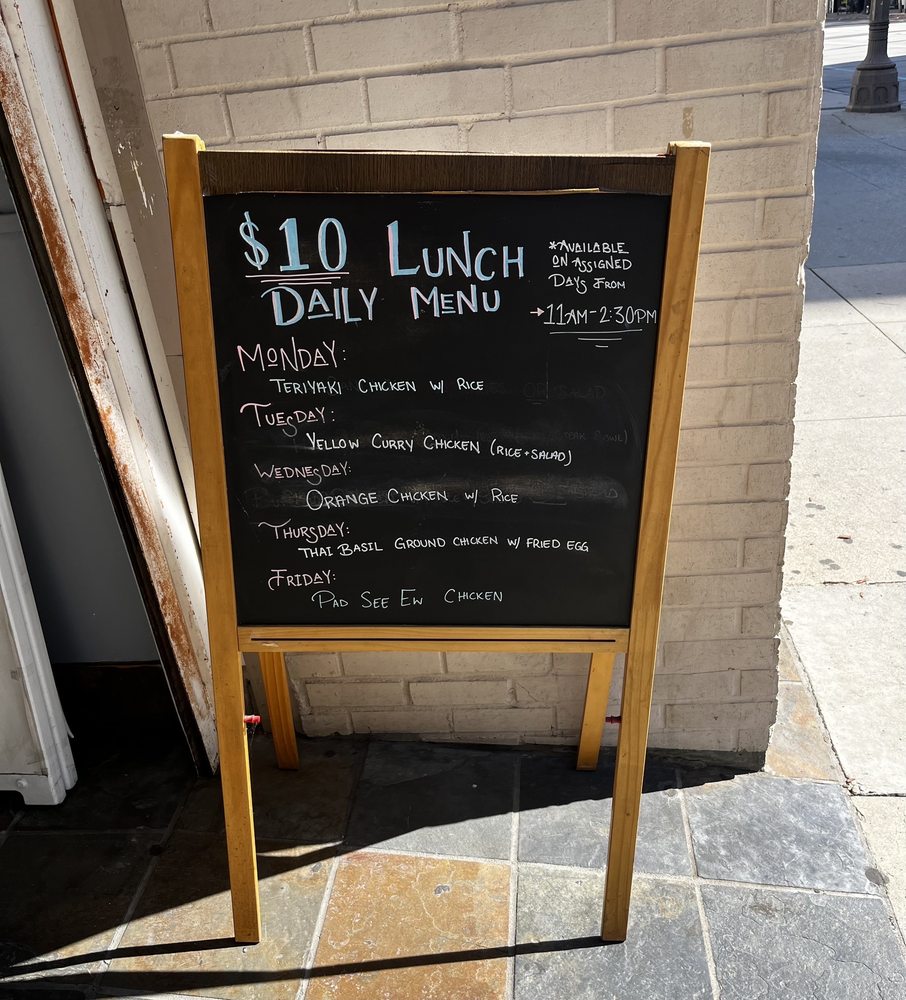 $10 LUNCH
DAILY MENU
*AVAILABLE
ON ASSIGNED
DAYS FROM
→11AM-2:30PM
MONDAY:
TERIYAKI CHICKEN W/ RICE
TUESDAY:
YELLOW CURRY CHICKEN (RICE+SALAD)
WEDNESDAY:
ORANGE CHICKEN W/ RICE
THURSDAY:
THAI BASIL GROUND CHICKEN W/ FRIED EGG
FRIDAY:
PAD SEE EW CHICKEN